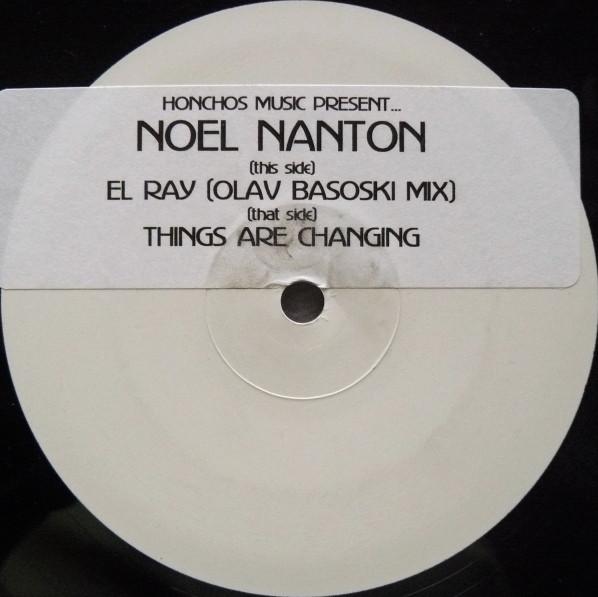 HONCHOS MUSIC PRESENT...
NOEL NANTON
(this side)
EL RAY (OLAV BASOSKI MIX)
(that side)
THINGS ARE CHANGING